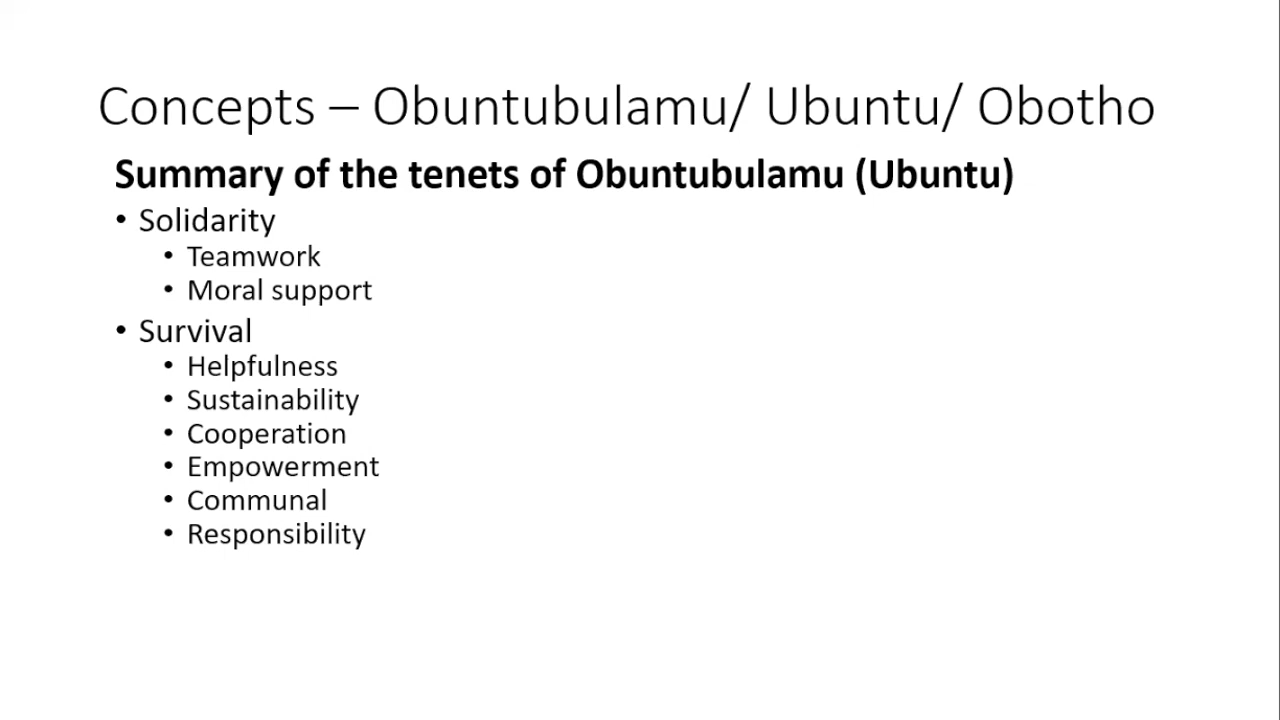 Concepts – Obuntubulamu/ Ubuntu/ Obotho
Summary of the tenets of Obuntubulamu (Ubuntu)
• Solidarity
• Teamwork
• Moral support
• Survival
• Helpfulness
• Sustainability
• Cooperation
• Empowerment
• Communal
• Responsibility